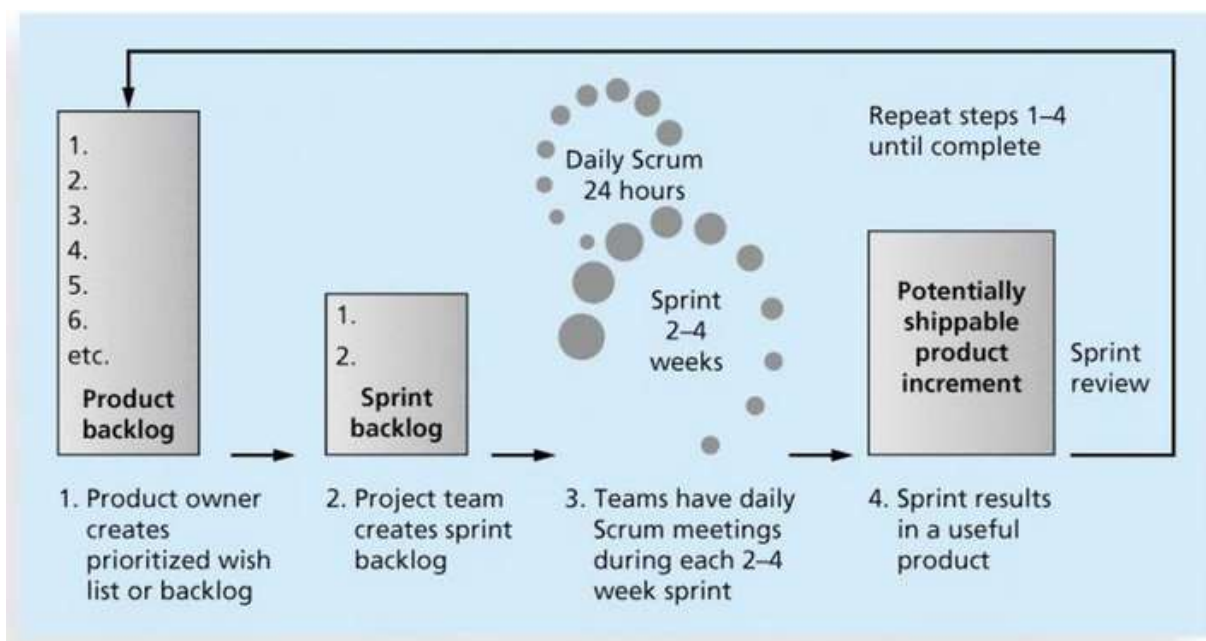 1.
2.
3.
4.
5.
6.
etc.
Product
backlog
1.
2.
Sprint
backlog
Daily Scrum
24 hours
Sprint
2–4
weeks
Repeat steps 1–4
until complete
Potentially
shippable
product
increment
Sprint
review
1. Product owner
creates
prioritized wish
list or backlog
2. Project team
creates sprint
backlog
3. Teams have daily
Scrum meetings
during each 2–4
week sprint
4. Sprint results
in a useful
product